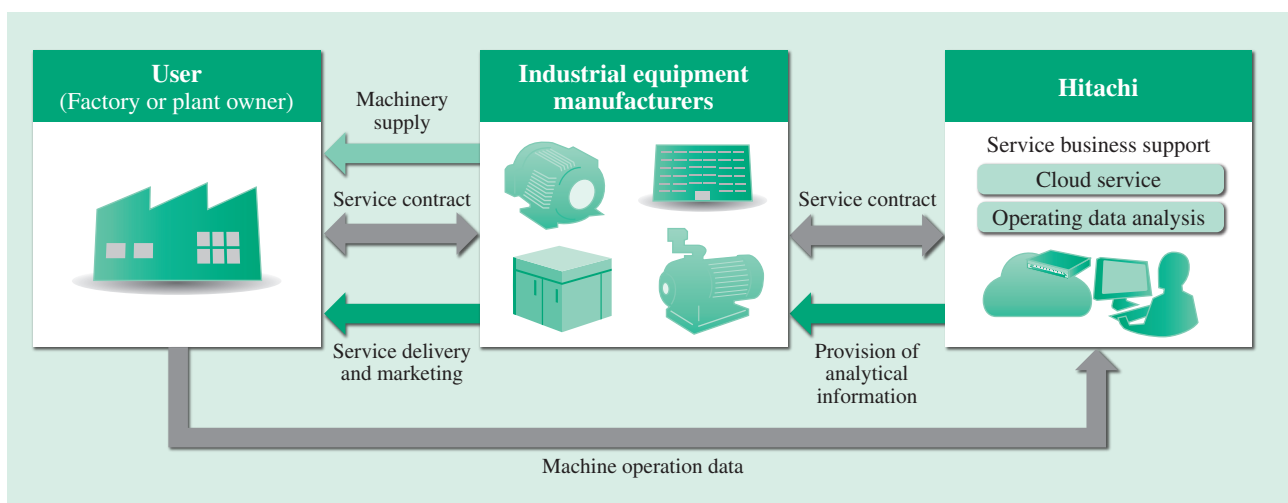 User
(Factory or plant owner)
Machinery
supply
Service contract
Service delivery
and marketing
Industrial equipment
manufacturers
Service contract
Provision of
analytical
information
Hitachi
Service business support
Cloud service
Operating data analysis
Machine operation data